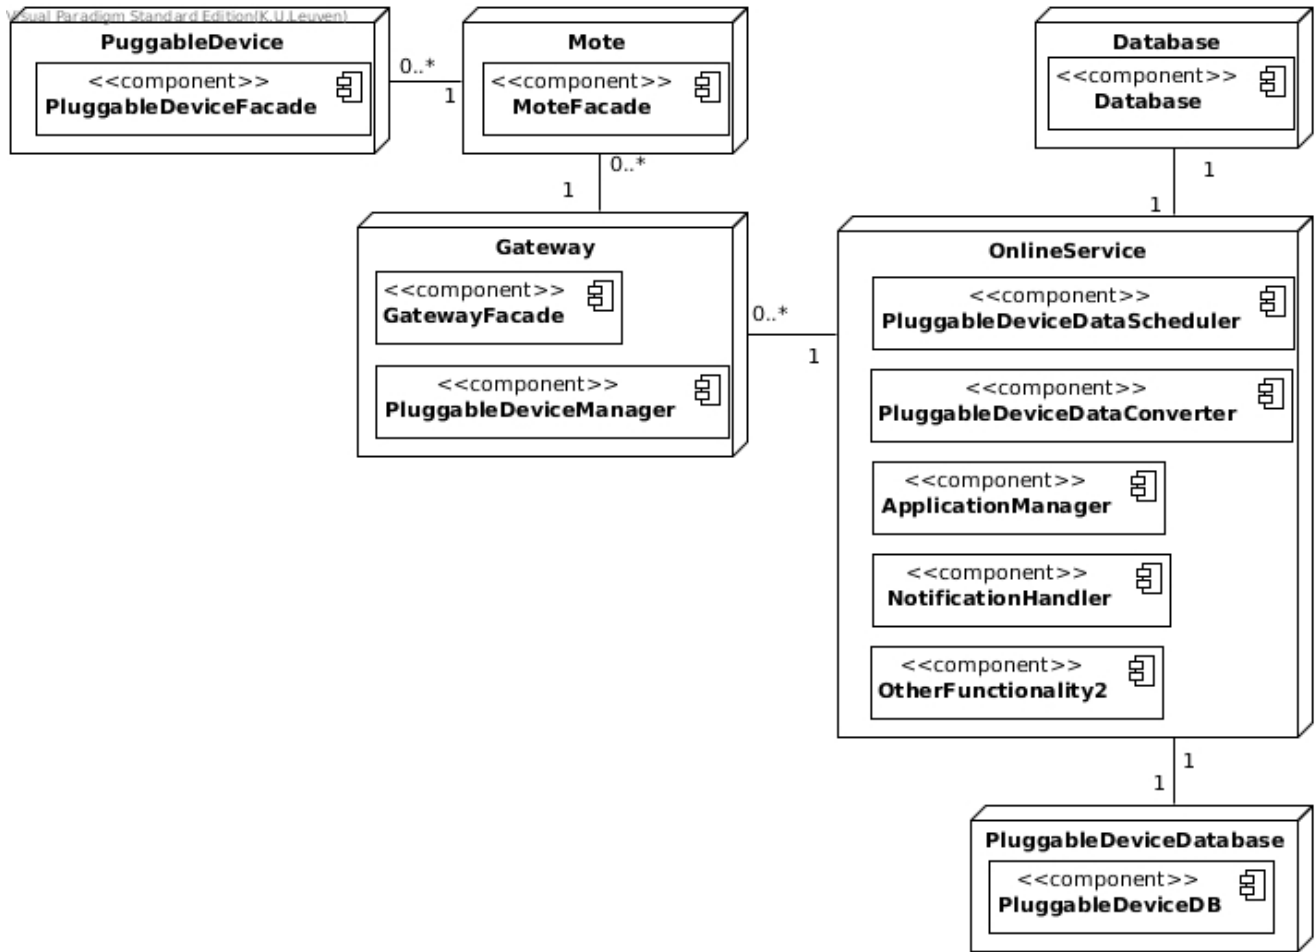 Visual Paradigm Standard Edition(K.U.Leuven)
PuggableDevice
<<component>>
PluggableDeviceFacade
0..*
1
Mote
<<component>>
MoteFacade
0..*
1
Database
<<component>>
Database
1
1
Gateway
<<component>>
GatewayFacade
<<component>>
PluggableDeviceManager
0..*
1
OnlineService
<<component>>
PluggableDeviceDataScheduler
<<component>>
PluggableDeviceDataConverter
<<component>>
ApplicationManager
<<component>>
NotificationHandler
<<component>>
OtherFunctionality2
1
1
PluggableDeviceDatabase
<<component>>
PluggableDeviceDB